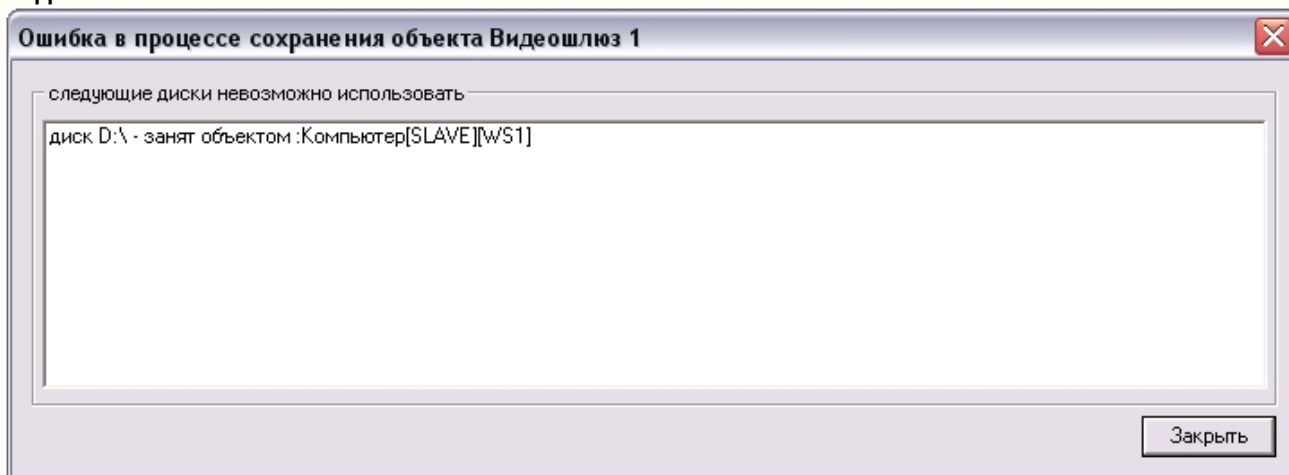 Ошибка в процессе сохранения объекта Видеошлюз 1
следующие диски невозможно использовать
диск D:\ - занят объектом :Компьютер[SLAVE][WS1]
Закрыть